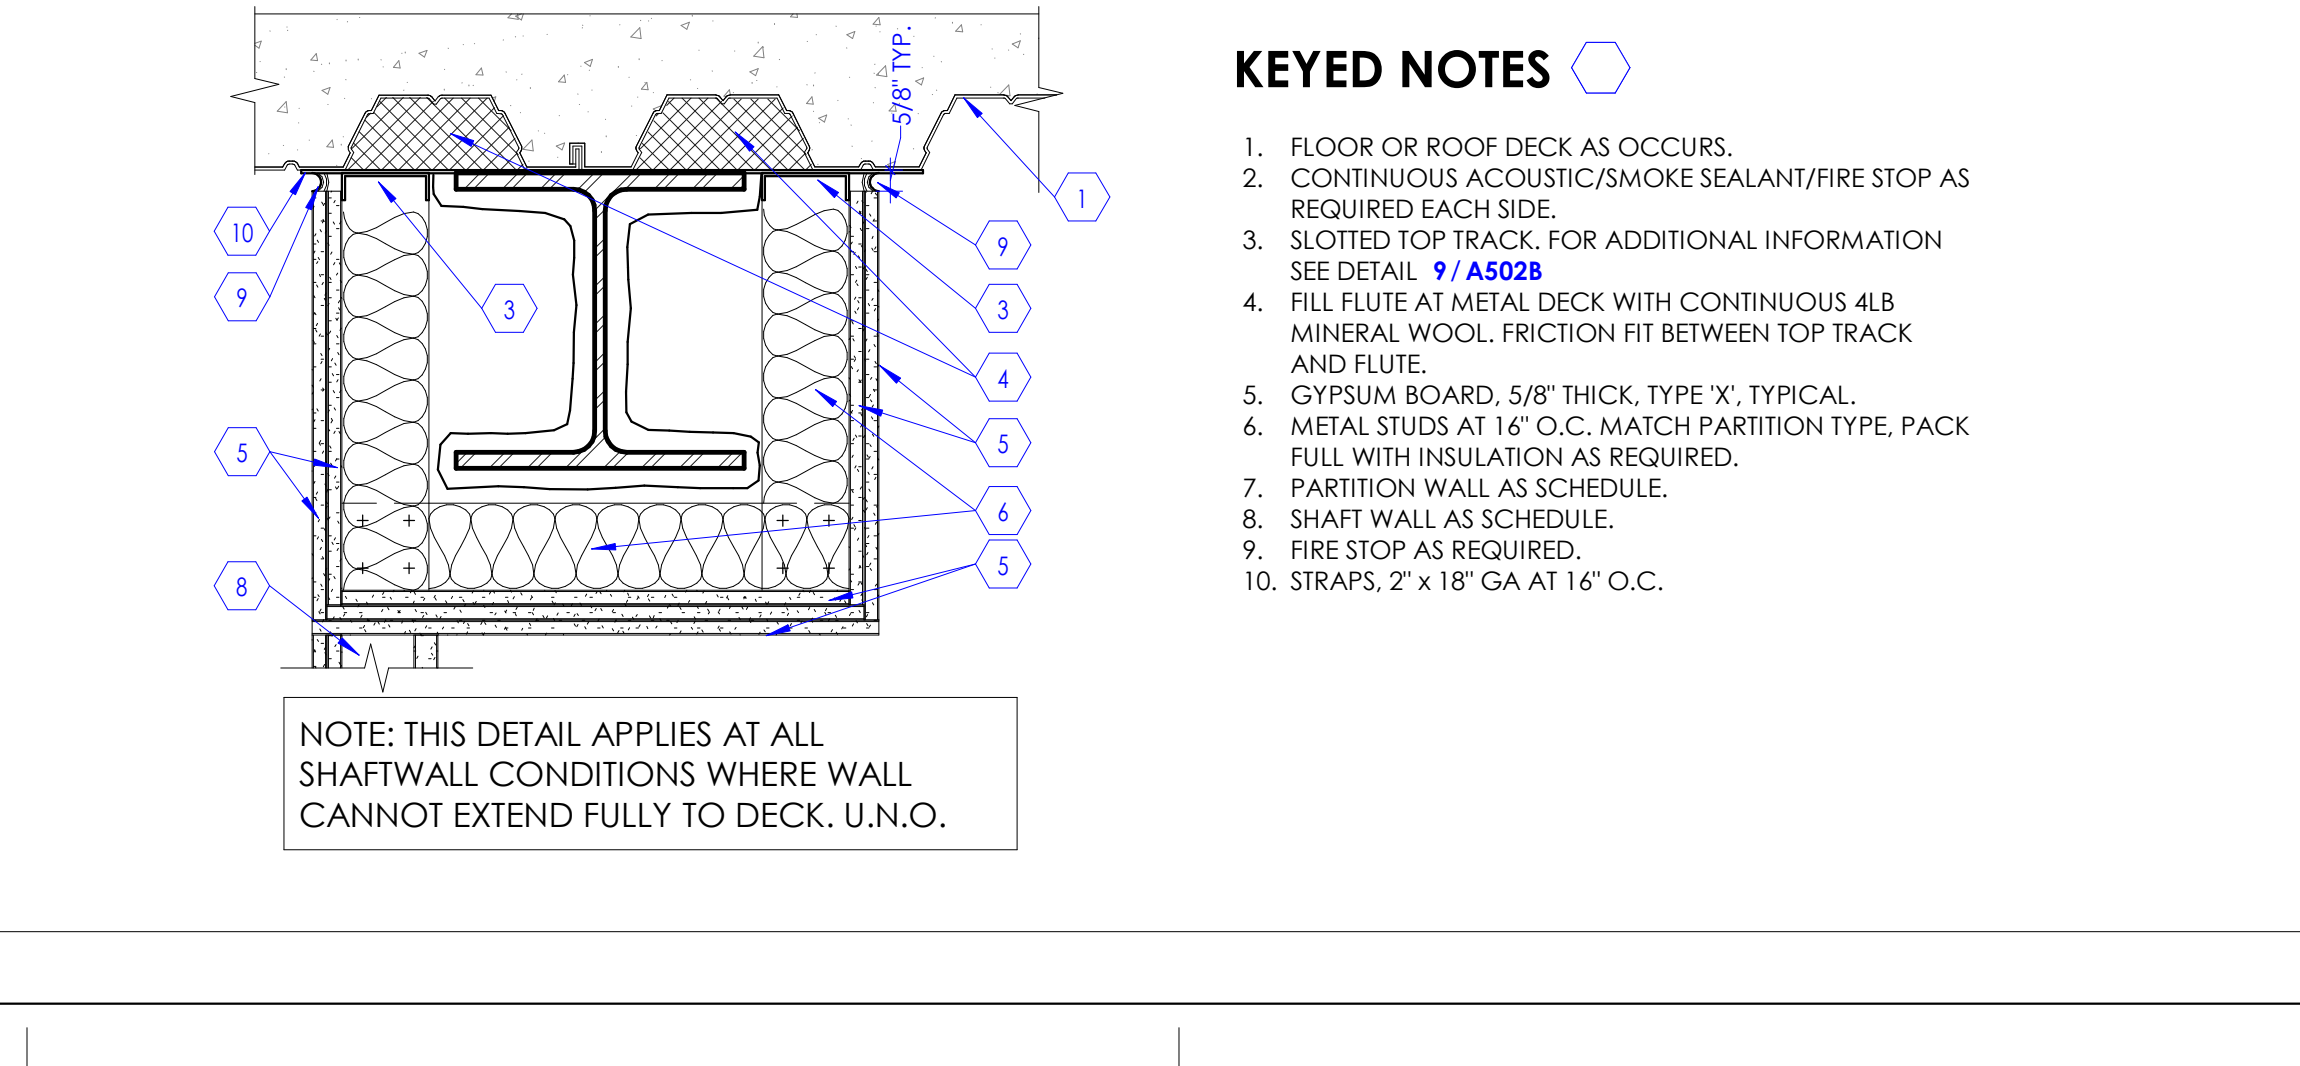 5/8" TYP.
1
10
9
9
3
3
4
5
5
6
5
8
NOTE: THIS DETAIL APPLIES AT ALL
SHAFTWALL CONDITIONS WHERE WALL
CANNOT EXTEND FULLY TO DECK. U.N.O.
KEYED NOTES
1. FLOOR OR ROOF DECK AS OCCURS.
2. CONTINUOUS ACOUSTIC/SMOKE SEALANT/FIRE STOP AS
REQUIRED EACH SIDE.
3. SLOTTED TOP TRACK. FOR ADDITIONAL INFORMATION
SEE DETAIL 9/A502B
4. FILL FLUTE AT METAL DECK WITH CONTINUOUS 4LB
MINERAL WOOL. FRICTION FIT BETWEEN TOP TRACK
AND FLUTE.
5. GYPSUM BOARD, 5/8" THICK, TYPE 'X', TYPICAL.
6. METAL STUDS AT 16" O.C. MATCH PARTITION TYPE, PACK
FULL WITH INSULATION AS REQUIRED.
7. PARTITION WALL AS SCHEDULE.
8. SHAFT WALL AS SCHEDULE.
9. FIRE STOP AS REQUIRED.
10. STRAPS, 2" x 18" GA AT 16" O.C.